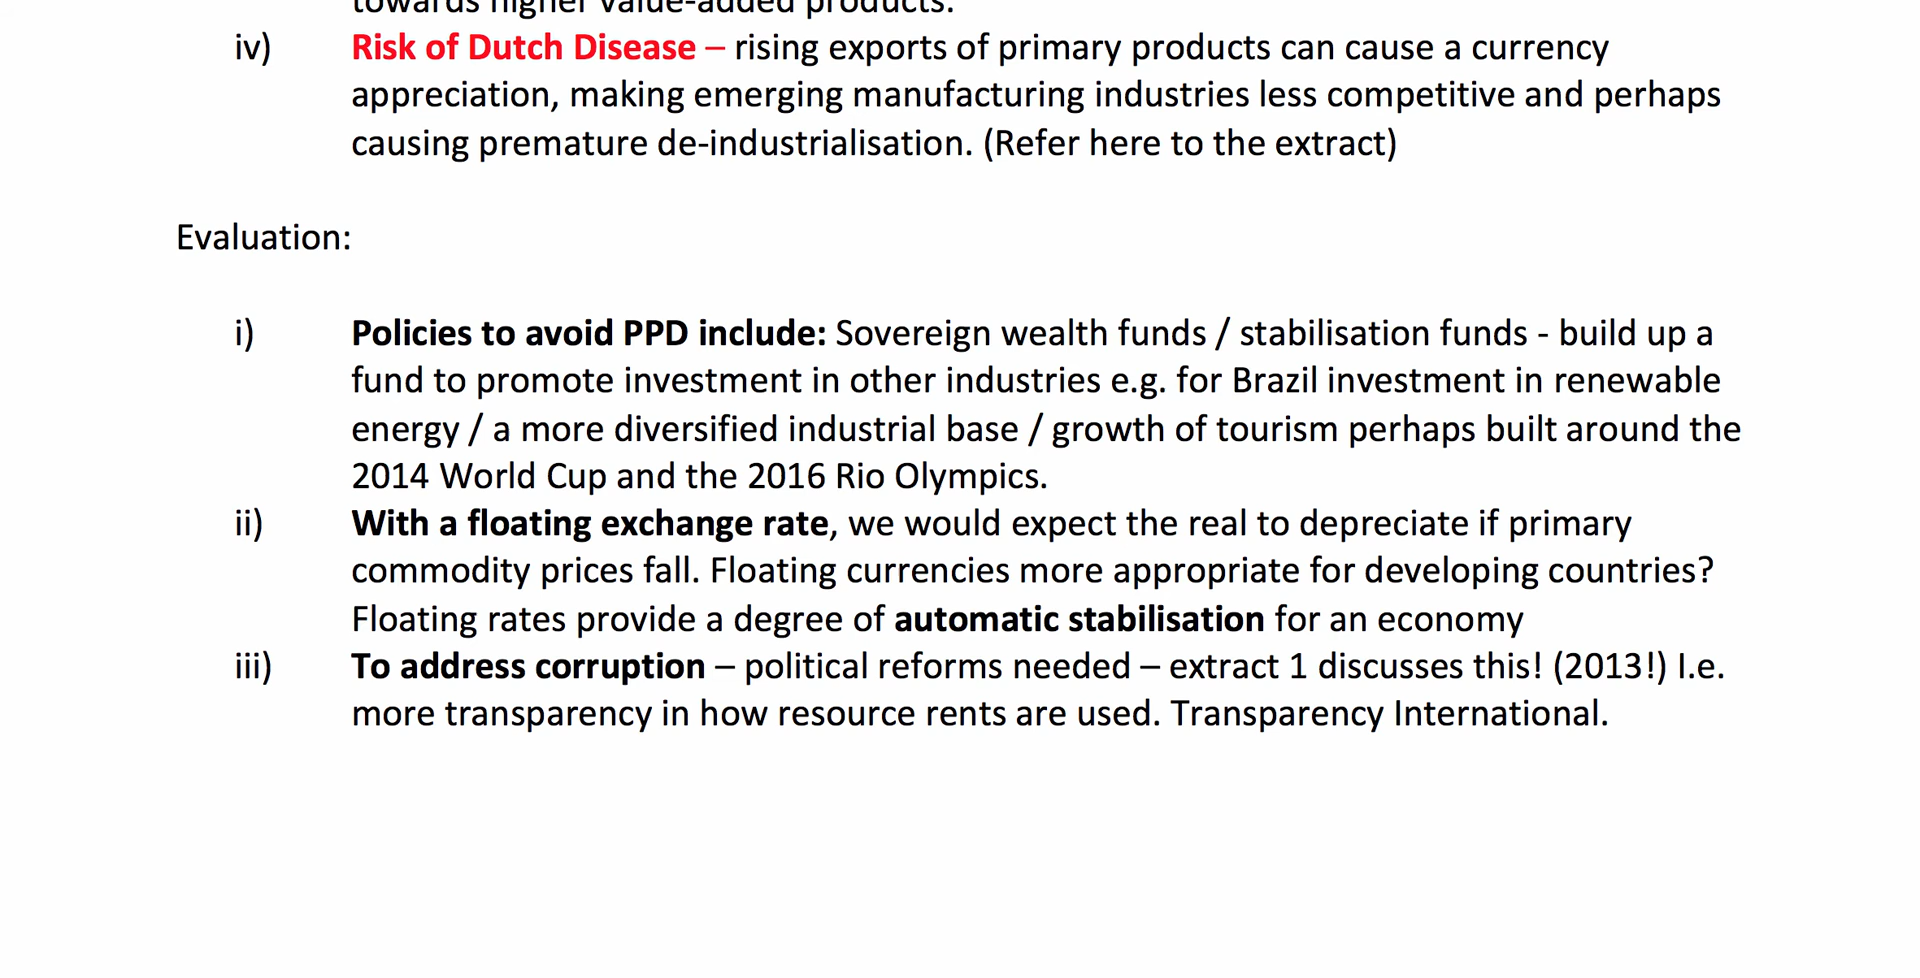 towards higher value-added products.
iv) Risk of Dutch Disease – rising exports of primary products can cause a currency
appreciation, making emerging manufacturing industries less competitive and perhaps
causing premature de-industrialisation. (Refer here to the extract)
Evaluation:
i) Policies to avoid PPD include: Sovereign wealth funds / stabilisation funds - build up a
fund to promote investment in other industries e.g. for Brazil investment in renewable
energy / a more diversified industrial base / growth of tourism perhaps built around the
2014 World Cup and the 2016 Rio Olympics.
ii) With a floating exchange rate, we would expect the real to depreciate if primary
commodity prices fall. Floating currencies more appropriate for developing countries?
Floating rates provide a degree of automatic stabilisation for an economy
iii) To address corruption – political reforms needed – extract 1 discusses this! (2013!) I.e.
more transparency in how resource rents are used. Transparency International.